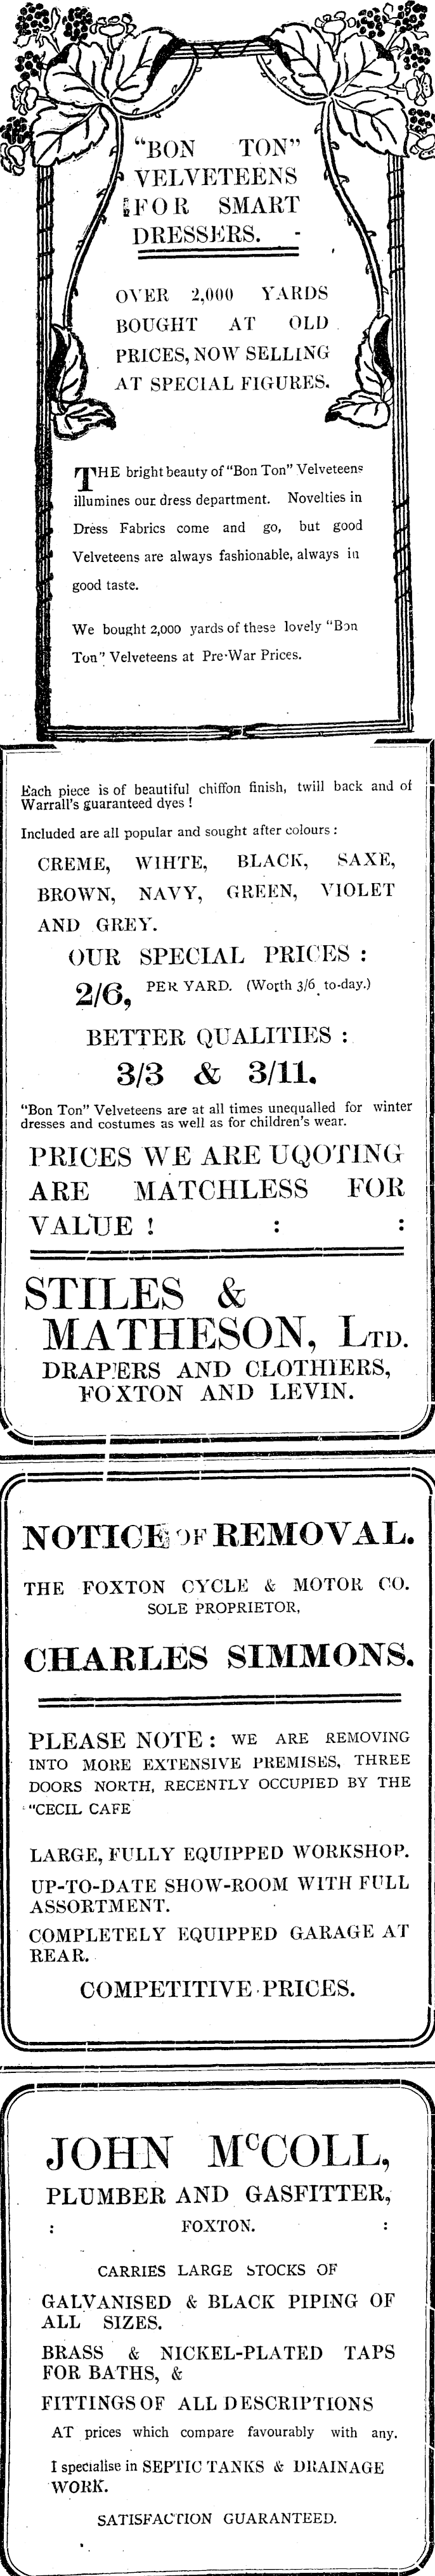 "BON TON"
VELVETEENS
FOR SMART
DRESSERS. -
OVER 2,000 YARDS
BOUGHT AT OLD
PRICES, NOW SELLING
AT SPECIAL FIGURES.
THE bright beauty of "Bon Ton" Velveteens
illumines our dress department. Novelties in
Dress Fabrics come and go, but good
Velveteens are always fashionable, always in
good taste.
We bought 2,000 yards of these lovely "Bon
Ton" Velveteens at Pre-War Prices.
Each piece is of beautiful chiffon finish, twill back and of
Warrall's guaranteed dyes !
Included are all popular and sought after colours :
CREME, WIHTE, BLACK, SAXE,
BROWN, NAVY, GREEN, VIOLET
AND GREY.
OUR SPECIAL PRICES :
2/6, PER YARD. (Worth 3/6 to-day.)
BETTER QUALITIES :
3/3 & 3/11.
"Bon Ton" Velveteens are at all times unequalled for winter
dresses and costumes as well as for children's wear.
PRICES WE ARE UQOTING
ARE MATCHLESS FOR
VALUE ! : :
STILES &
MATHESON, LTD.
DRAPERS AND CLOTHIERS,
FOXTON AND LEVIN.
NOTICE OF REMOVAL.
THE FOXTON CYCLE & MOTOR CO.
SOLE PROPRIETOR,
CHARLES SIMMONS.
PLEASE NOTE : WE ARE REMOVING
INTO MORE EXTENSIVE PREMISES, THREE
DOORS NORTH, RECENTLY OCCUPIED BY THE
"CECIL CAFE
LARGE, FULLY EQUIPPED WORKSHOP.
UP-TO-DATE SHOW-ROOM WITH FULL
ASSORTMENT.
COMPLETELY EQUIPPED GARAGE AT
REAR.
COMPETITIVE PRICES.
JOHN McCOLL,
PLUMBER AND GASFITTER,
: FOXTON. :
CARRIES LARGE STOCKS OF
GALVANISED & BLACK PIPING OF
ALL SIZES.
BRASS & NICKEL-PLATED TAPS
FOR BATHS, &
FITTINGS OF ALL DESCRIPTIONS
AT prices which compare favourably with any.
I specialise in SEPTIC TANKS & DRAINAGE
WORK.
SATISFACTION GUARANTEED.